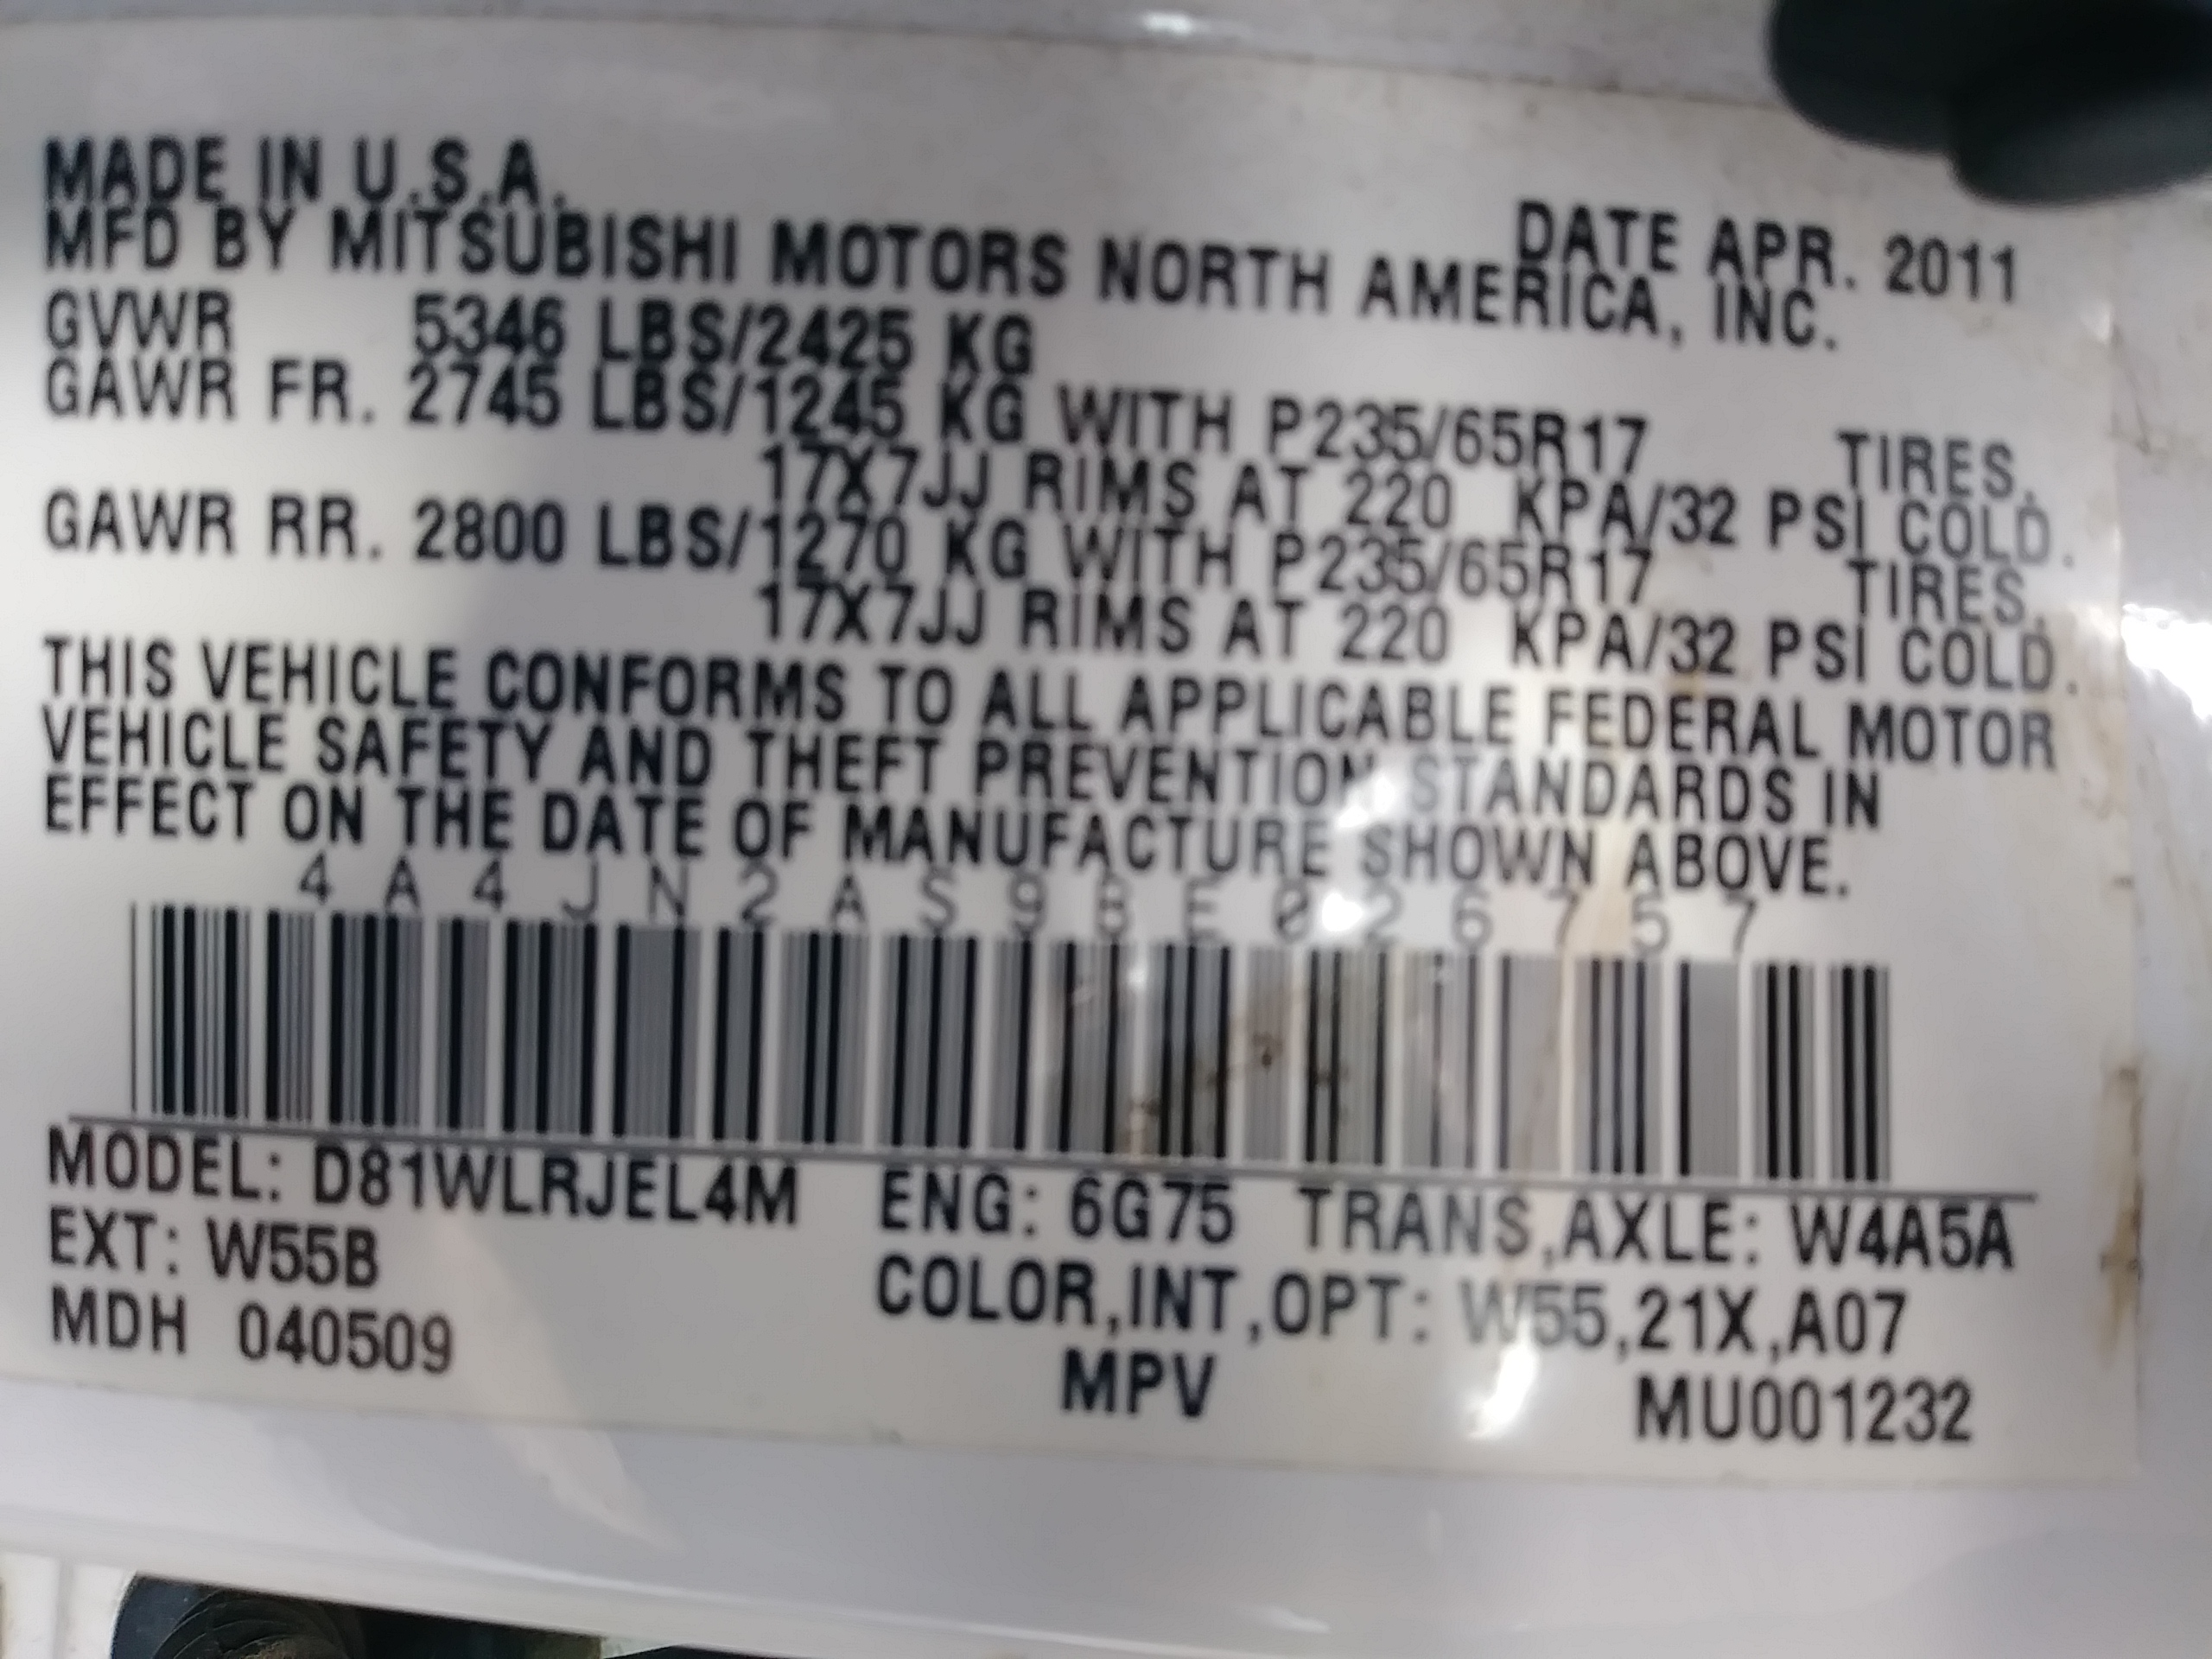 MADE IN U.S.A.
DATE APR. 2011
MFD BY MITSUBISHI MOTORS NORTH AMERICA, INC.
GVWR 5346 LBS/2425 KG
GAWR FR. 2745 LBS/1245 KG WITH P235/65R17 TIRES.
17X7JJ RIMS AT 220 KPA/32 PSI COLD.
GAWR RR. 2800 LBS/1270 KG WITH P235/65R17 TIRES.
17X7JJ RIMS AT 220 KPA/32 PSI COLD.
THIS VEHICLE CONFORMS TO ALL APPLICABLE FEDERAL MOTOR
VEHICLE SAFETY AND THEFT PREVENTION STANDARDS IN
EFFECT ON THE DATE OF MANUFACTURE SHOWN ABOVE.
4A4JN2AS9BE026757
MODEL: D81WLRJEL4M ENG: 6G75 TRANS,AXLE: W4A5A
EXT: W55B COLOR,INT,OPT: W55,21X,A07
MDH 040509 MPV MU001232